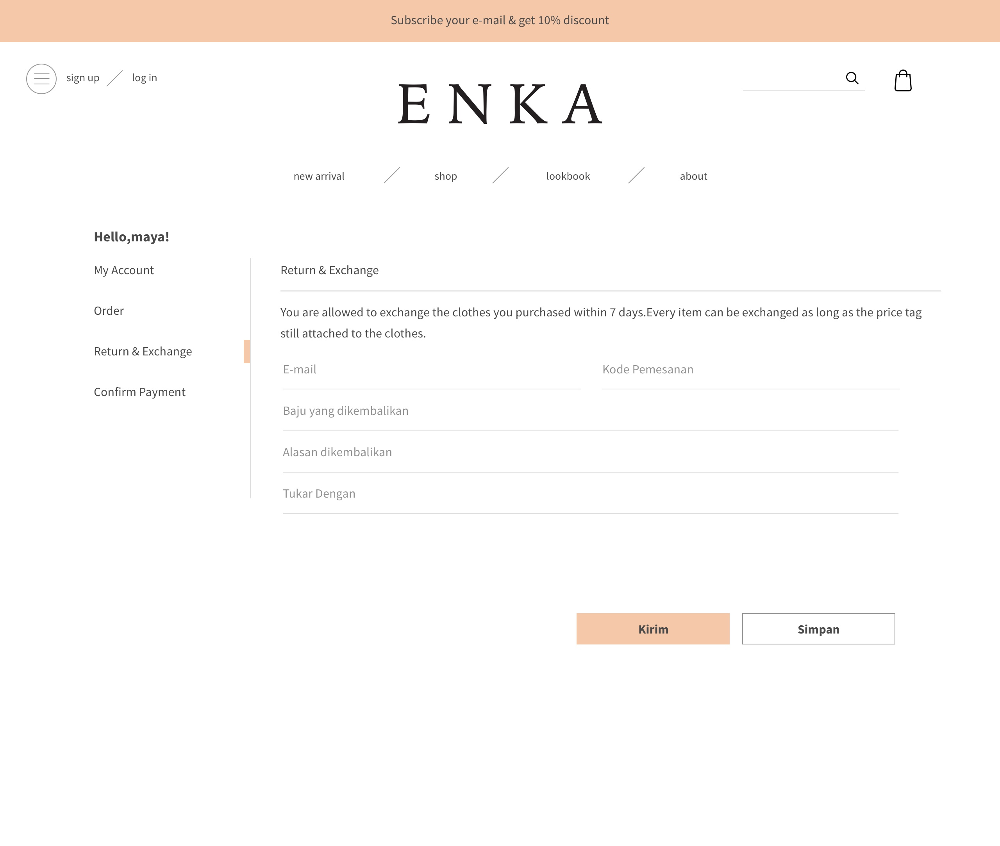 Subscribe your e-mail & get 10% discount
sign up
log in
ENKA
new arrival
shop
lookbook
about
Hello,maya!
My Account
Order
Return & Exchange
Confirm Payment
Return & Exchange
You are allowed to exchange the clothes you purchased within 7 days.Every item can be exchanged as long as the price tag
still attached to the clothes.
E-mail
Kode Pemesanan
Baju yang dikembalikan
Alasan dikembalikan
Tukar Dengan
Kirim
Simpan